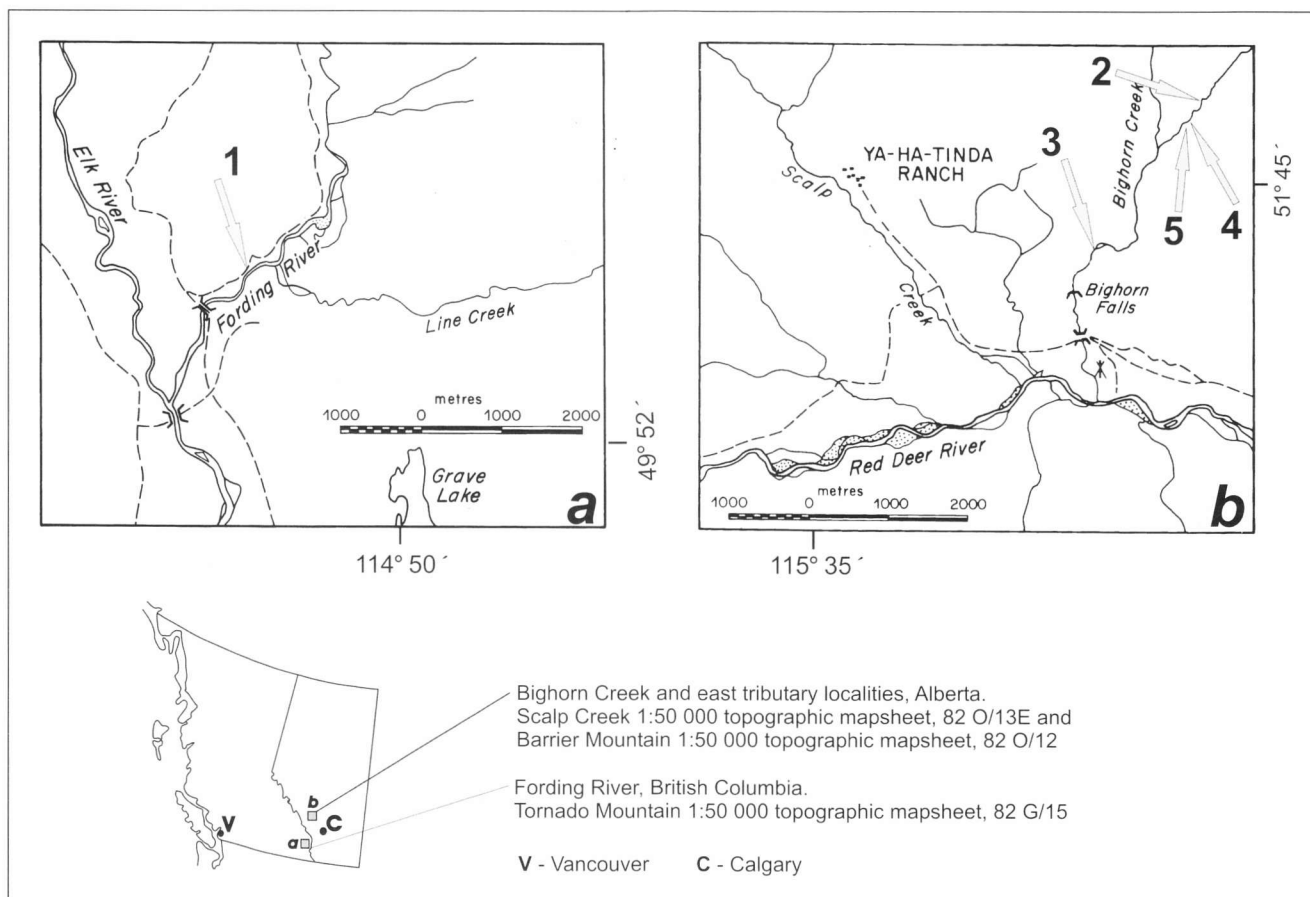 Elk River
1
Fording River
Line Creek
metres
1000 0 1000 2000
Grave
Lake
a
49° 52´
114° 50´
2
3
Bighorn Creek
YA-HA-TINDA
RANCH
Scalp Creek
5
4
Bighorn
Falls
51° 45´
Red Deer River
metres
1000 0 1000 2000
b
115° 35´
Bighorn Creek and east tributary localities, Alberta.
Scalp Creek 1:50 000 topographic mapsheet, 82 O/13E and
Barrier Mountain 1:50 000 topographic mapsheet, 82 O/12
Fording River, British Columbia.
Tornado Mountain 1:50 000 topographic mapsheet, 82 G/15
b
C
V
a
V - Vancouver C - Calgary